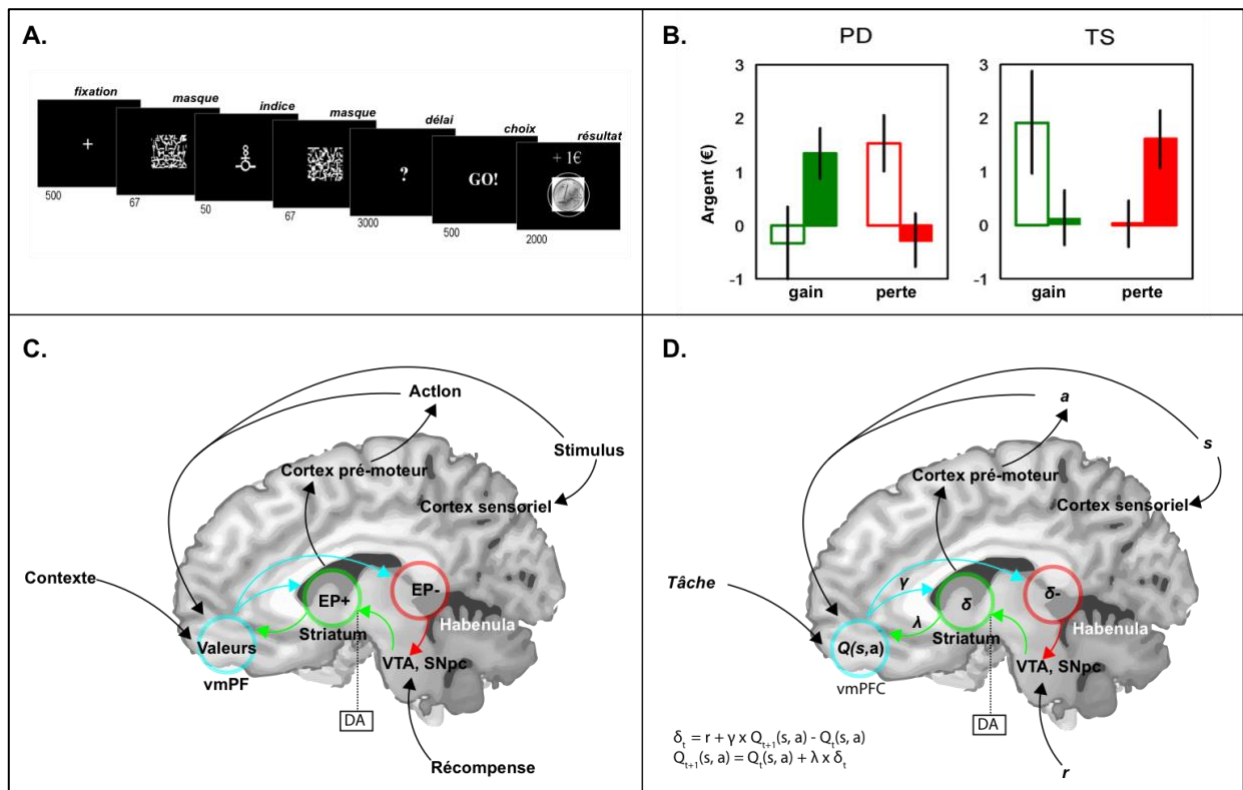 A.
fixation
masque
indice
masque
délai
choix
résultat
+
?
GO!
+ 1€
500
67
50
67
3000
500
2000
B.
PD
TS
Argent (€)
3
2
1
0
-1
gain
perte
3
2
1
0
-1
gain
perte
C.
ActIon
Stimulus
Cortex pré-moteur
Cortex sensoriel
Contexte
EP+
EP-
Striatum
Habenula
Valeurs
VTA, SNpc
vmPF
DA
Récompense
D.
a
s
Cortex pré-moteur
Cortex sensoriel
Tâche
γ
δ
δ-
λ
Striatum
Habenula
Q(s,a)
VTA, SNpc
vmPFC
DA
δt = r + γ x Qt+1(s, a) - Qt(s, a)
Qt+1(s, a) = Qt(s, a) + λ x δt
r